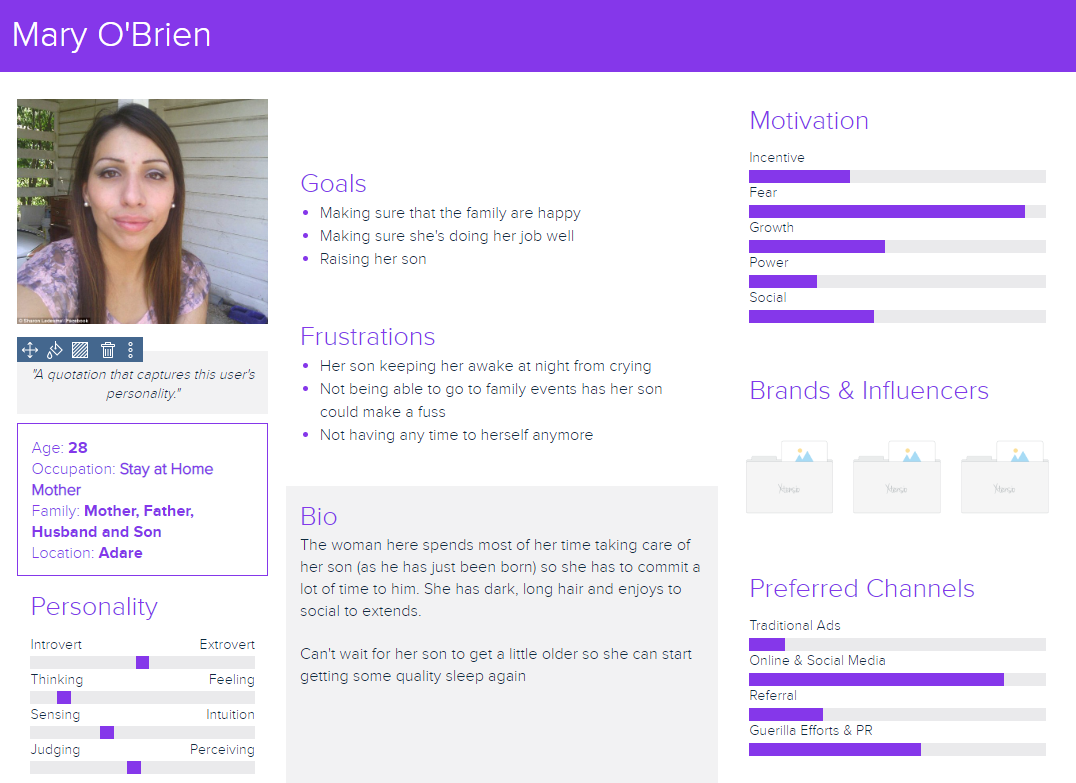 Mary O'Brien
"A quotation that captures this user's
personality."
Age: 28
Occupation: Stay at Home
Mother
Family: Mother, Father,
Husband and Son
Location: Adare
Personality
Introvert Extrovert
Thinking Feeling
Sensing Intuition
Judging Perceiving
Goals
Making sure that the family are happy
Making sure she's doing her job well
Raising her son
Frustrations
Her son keeping her awake at night from crying
Not being able to go to family events has her son
could make a fuss
Not having any time to herself anymore
Bio
The woman here spends most of her time taking care of
her son (as he has just been born) so she has to commit a
lot of time to him. She has dark, long hair and enjoys to
social to extends.
Can't wait for her son to get a little older so she can start
getting some quality sleep again
Motivation
Incentive
Fear
Growth
Power
Social
Brands & Influencers
Xtensio
Xtensio
Xtensio
Preferred Channels
Traditional Ads
Online & Social Media
Referral
Guerilla Efforts & PR